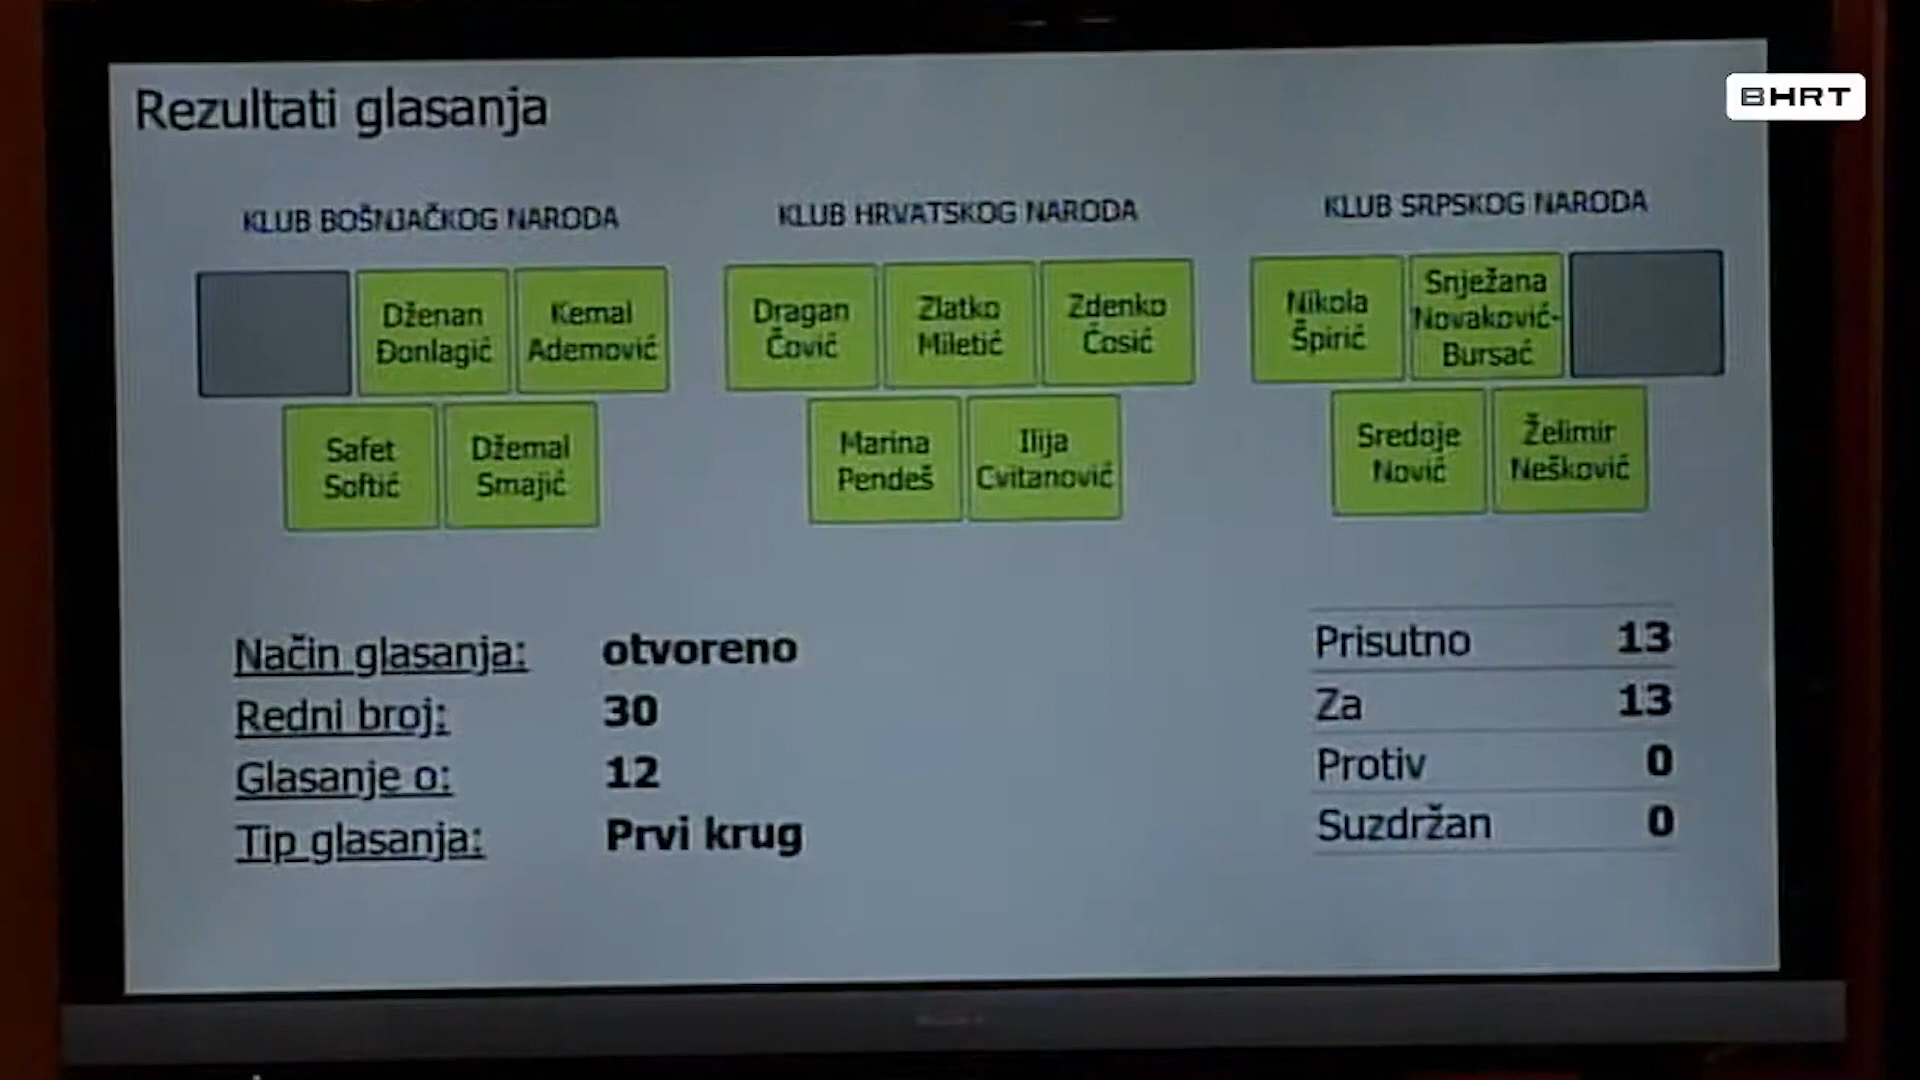 Rezultati glasanja
BHRT
KLUB BOŠNJAČKOG NARODA
KLUB HRVATSKOG NARODA
KLUB SRPSKOG NARODA
Dženan
Đonlagić
Kemal
Ademović
Dragan
Čović
Zlatko
Miletić
Zdenko
Ćosić
Nikola
Špirić
Snježana
Novaković-
Bursać
Safet
Softić
Džemal
Smajić
Marina
Pendeš
Ilija
Cvitanović
Sredoje
Nović
Želimir
Nešković
Način glasanja: otvoreno
Redni broj: 30
Glasanje o: 12
Tip glasanja: Prvi krug
Prisutno 13
Za 13
Protiv 0
Suzdržan 0